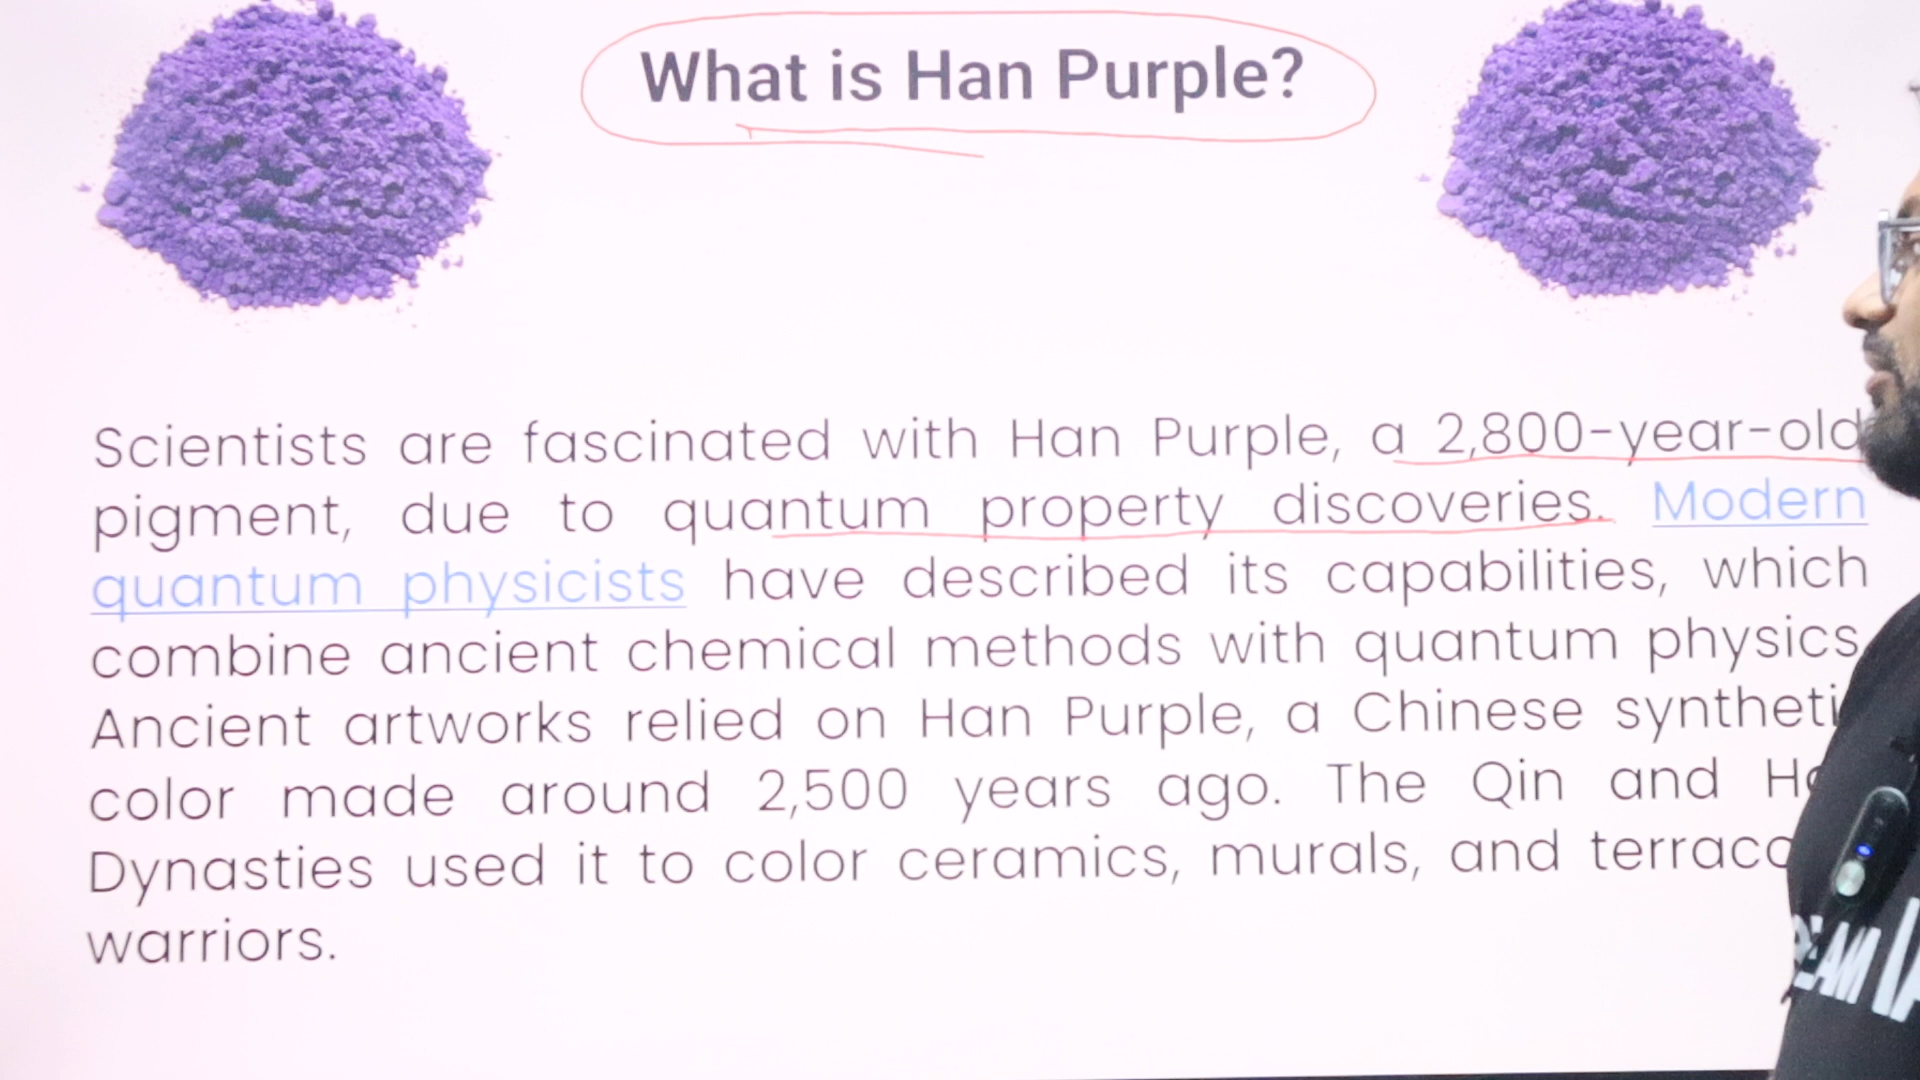 What is Han Purple?
Scientists are fascinated with Han Purple, a 2,800-year-old
pigment, due to quantum property discoveries. Modern
quantum physicists have described its capabilities, which
combine ancient chemical methods with quantum physics
Ancient artworks relied on Han Purple, a Chinese syntheti
color made around 2,500 years ago. The Qin and
Dynasties used it to color ceramics, murals, and terraco
warriors.